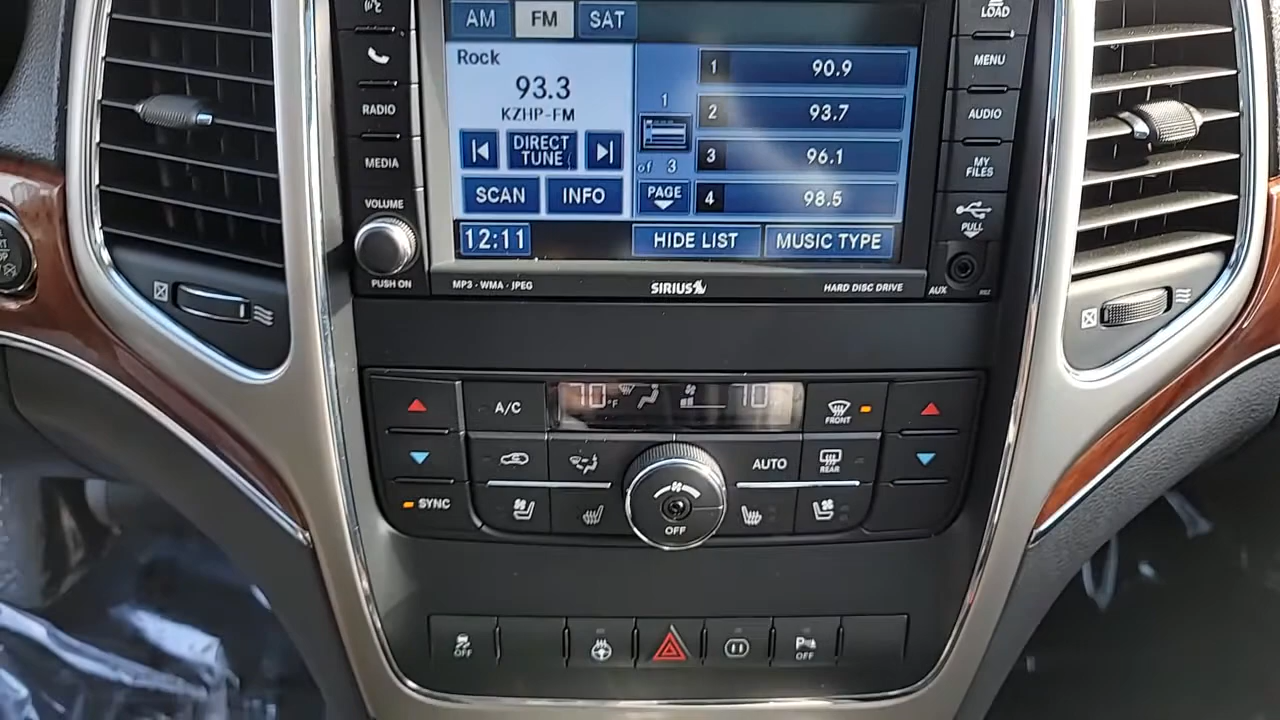 AM FM SAT
LOAD
Rock
93.3
KZHP-FM
DIRECT
TUNE
SCAN INFO
12:11
1
of 3
PAGE
1 90.9
2 93.7
3 96.1
4 98.5
HIDE LIST MUSIC TYPE
RADIO
MEDIA
VOLUME
PUSH ON
MENU
AUDIO
MY
FILES
PULL
AUX
MP3 · WMA · JPEG SIRIUS HARD DISC DRIVE
A/C
70°F
70
FRONT
AUTO
REAR
SYNC
OFF
OFF
P
OFF